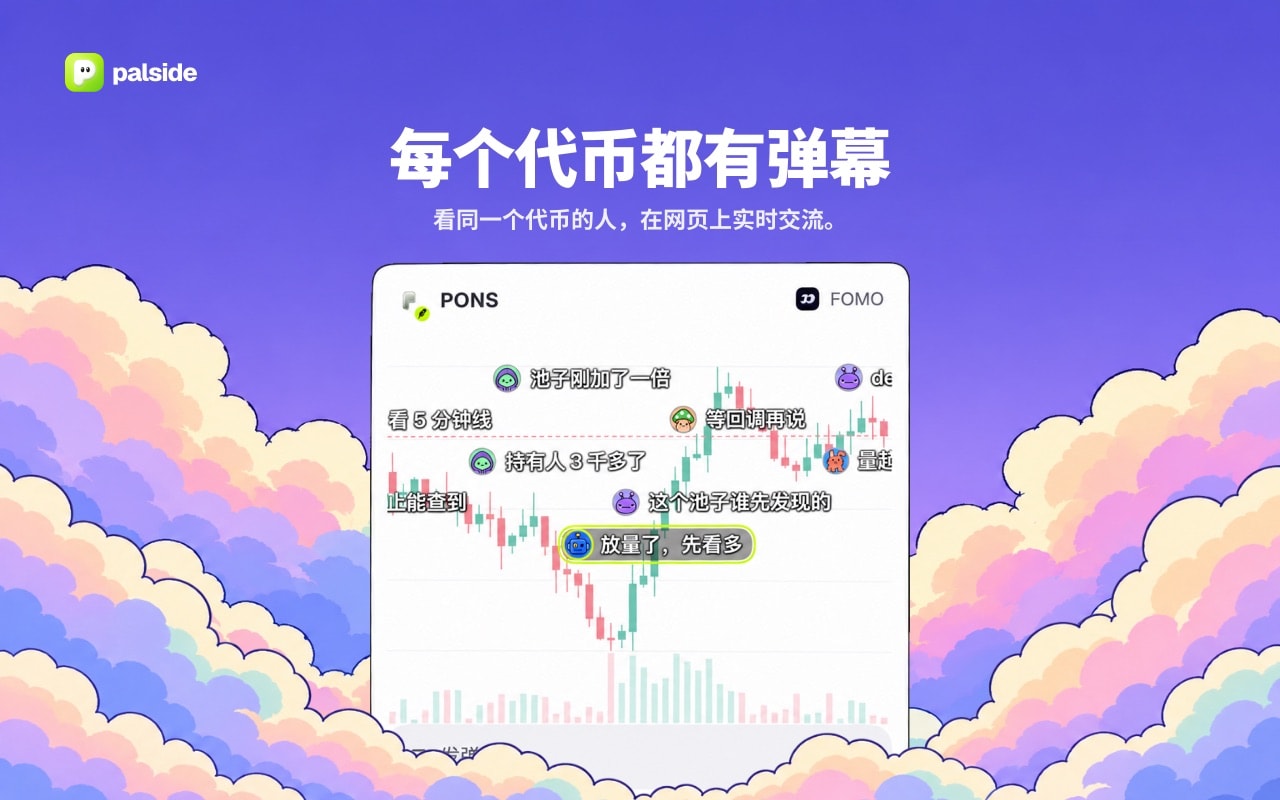 palside
每个代币都有弹幕
看同一个代币的人，在网页上实时交流。
PONS
FOMO
池子刚加了一倍
de
看 5 分钟线
等回调再说
持有人 3 千多了
量起
上能查到
这个池子谁先发现的
放量了，先看多